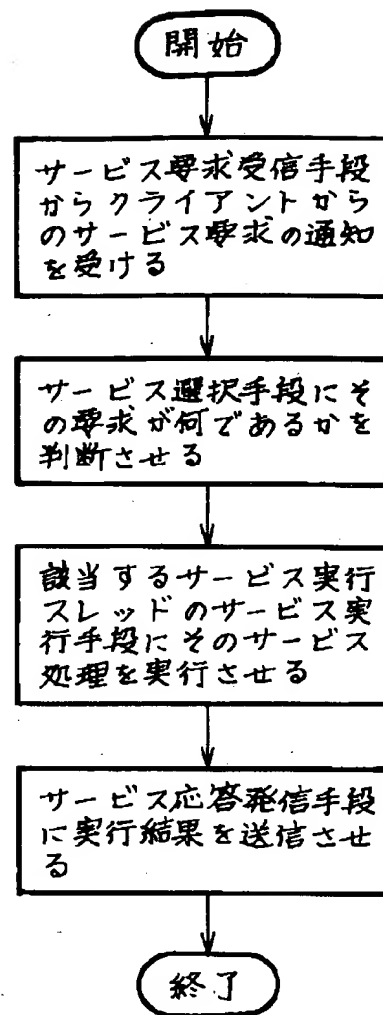 開始
サービス要求受信手段
からクライアントから
のサービス要求の通知
を受ける
サービス選択手段にそ
の要求が何であるかを
判断させる
該当するサービス実行
スレッドのサービス実
行手段にそのサービス
処理を実行させる
サービス応答発信手段
に実行結果を送信させ
る
終了